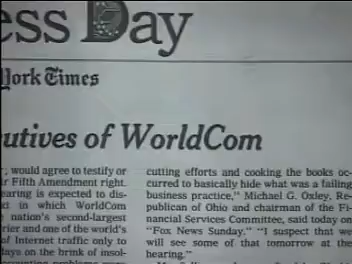 ess Day
York Times
utives of WorldCom
r, would agree to testify or
ir Fifth Amendment right.
earing is expected to dis-
ct in which WorldCom
nation's second-largest
rier and one of the world's
of Internet traffic only to
days on the brink of insol-
cutting efforts and cooking the books oc-
curred to basically hide what was a failing
business practice," Michael G. Oxley, Re-
publican of Ohio and chairman of the Fi-
nancial Services Committee, said today on
"Fox News Sunday." "I suspect that we
will see some of that tomorrow at the
hearing."